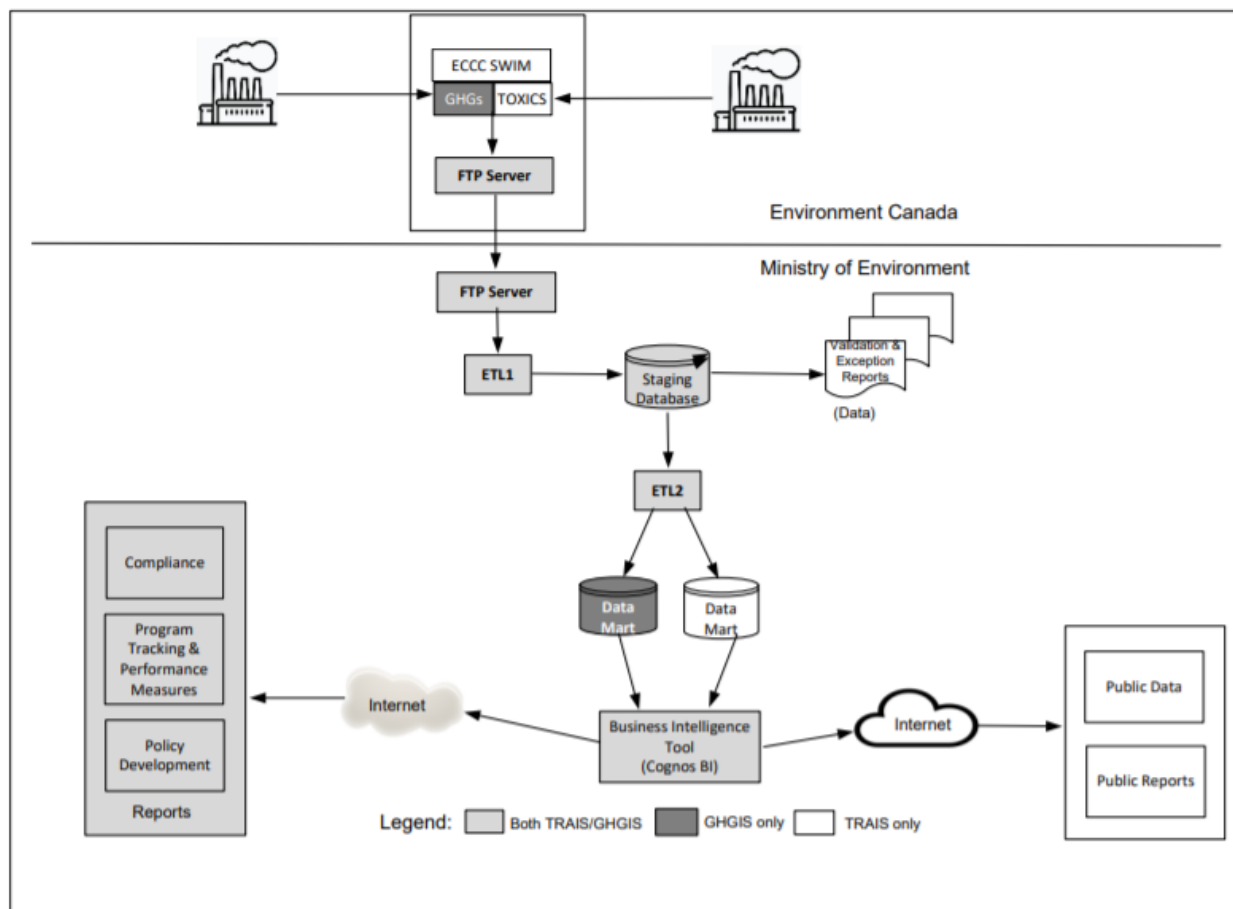 ECCC SWIM
GHGs
TOXICS
FTP Server
Environment Canada
Ministry of Environment
FTP Server
Validation &
Exception
Reports
(Data)
ETL1
Staging
Database
ETL2
Data
Mart
Data
Mart
Compliance
Program
Tracking &
Performance
Measures
Policy
Development
Reports
Internet
Business Intelligence
Tool
(Cognos BI)
Internet
Public Data
Public Reports
Legend:
Both TRAIS/GHGIS
GHGIS only
TRAIS only